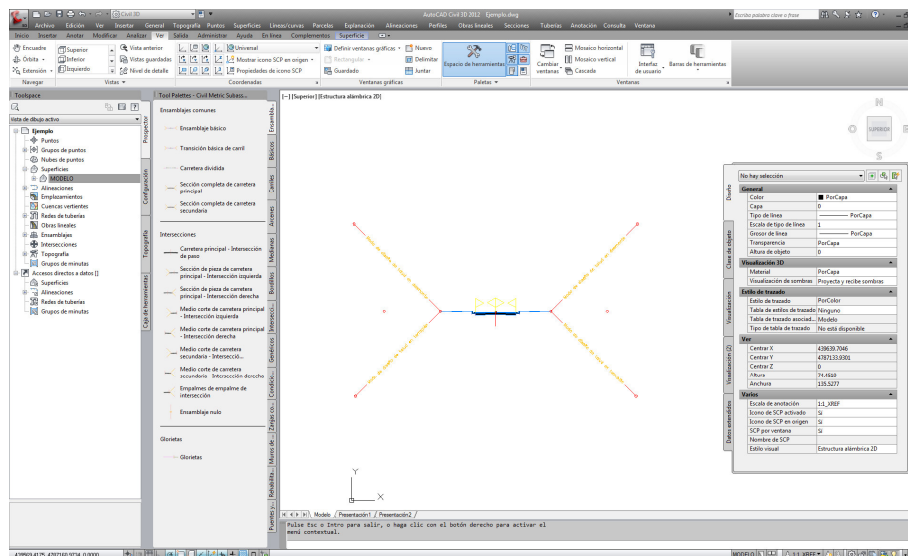 Civil 3D
AutoCAD Civil 3D 2012 Ejemplo.dwg
Escriba palabra clave o frase
Archivo Edición Ver Insertar General Topografía Puntos Superficies Líneas/curvas Parcelas Explanación Alineaciones Perfiles Obras lineales Secciones Tuberías Anotación Consulta Ventana
Inicio Insertar Anotar Modificar Analizar Ver Salida Administrar Ayuda En línea Complementos Superficie
Encuadre
Órbita
Extensión
Navegar
Superior
Inferior
Izquierdo
Vista anterior
Vistas guardadas
Nivel de detalle
Vistas
Universal
Mostrar icono SCP en origen
Propiedades de icono SCP
Coordenadas
Definir ventanas gráficas
Rectangular
Guardado
Nuevo
Delimitar
Juntar
Ventanas gráficas
Espacio de herramientas
Paletas
Cambiar ventanas
Mosaico horizontal
Mosaico vertical
Cascada
Interfaz de usuario
Barras de herramientas
Ventanas
Toolspace
Vista de dibujo activo
Ejemplo
Puntos
Grupos de puntos
Nubes de puntos
Superficies
MODELO
Alineaciones
Emplazamientos
Cuencas vertientes
Redes de tuberías
Obras lineales
Ensamblajes
Intersecciones
Topografía
Grupos de minutas
Accesos directos a datos []
Superficies
Alineaciones
Redes de tuberías
Grupos de minutas
Prospector
Configuración
Topografía
Caja de herramientas
Tool Palettes - Civil Metric Subass...
Ensamblajes comunes
Ensamblaje básico
Transición básica de carril
Carretera dividida
Sección completa de carretera
principal
Sección completa de carretera
secundaria
Intersecciones
Carretera principal - Intersección
de paso
Sección de pieza de carretera
principal - Intersección izquierda
Sección de pieza de carretera
principal - Intersección derecha
Medio corte de carretera principal
- Intersección izquierda
Medio corte de carretera principal
- Intersección derecha
Medio corte de carretera
secundaria - Intersecció...
Medio corte de carretera
secundaria - Intersección derecha
Empalmes de empalme de
intersección
Ensamblaje nulo
Glorietas
Glorietas
Ensambla...
Básicos
Carriles
Arcenes
Medianas
Bordillos
Intersecci...
Genéricos
Condicio...
Zanjas co...
Muros de ...
Rehabilita...
Puentes y...
[-] [Superior] [Estructura alámbrica 2D]
N
SUPERIOR
S
Y
X
Modelo
Presentación1
Presentación2
Pulse Esc o Intro para salir, o haga clic con el botón derecho para activar el
menú contextual.
No hay selección
General
Color PorCapa
Capa 0
Tipo de línea PorCapa
Escala de tipo de línea 1
Grosor de línea PorCapa
Transparencia PorCapa
Altura de objeto 0
Visualización 3D
Material PorCapa
Visualización de sombras Proyecta y recibe sombras
Estilo de trazado
Estilo de trazado PorColor
Tabla de estilos de trazado Ninguno
Tabla de trazado asociad... Modelo
Tipo de tabla de trazado No está disponible
Ver
Centrar X 439639.7046
Centrar Y 4787133.9301
Centrar Z 0
Altura 74.4510
Anchura 135.5277
Varios
Escala de anotación 1:1_XREF
Icono de SCP activado Sí
Icono de SCP en origen Sí
SCP por ventana Sí
Nombre de SCP
Estilo visual Estructura alámbrica 2D
Diseño
Clase de objeto
Visualización
Visualización (2)
Datos extendidos
MODELO
1:1_XREF